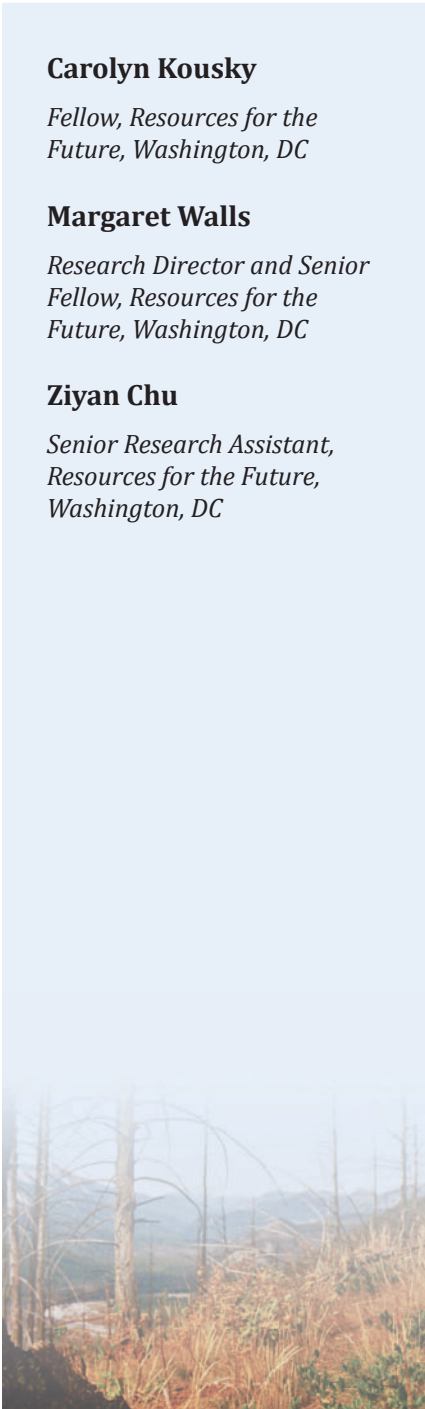 Carolyn Kousky
Fellow, Resources for the
Future, Washington, DC
Margaret Walls
Research Director and Senior
Fellow, Resources for the
Future, Washington, DC
Ziyan Chu
Senior Research Assistant,
Resources for the Future,
Washington, DC